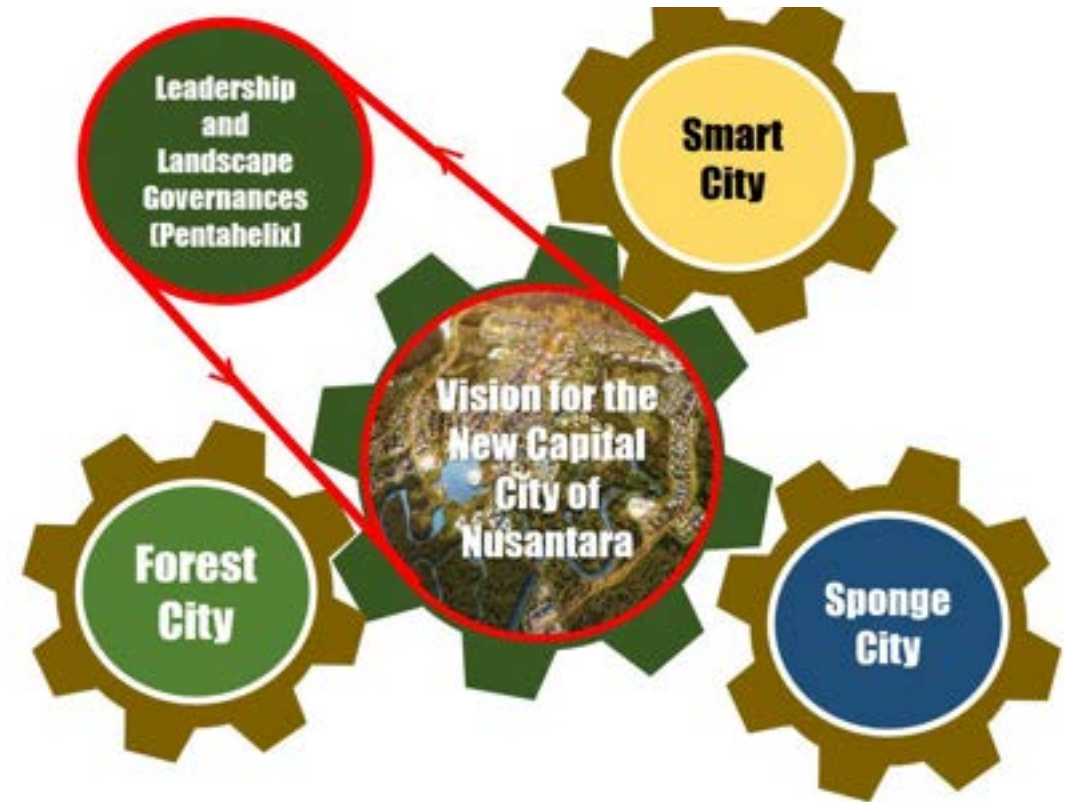 Leadership
and
Landscape
Governances
(Pentahelix)
Smart
City
Vision for the
New Capital
City of
Nusantara
Forest
City
Sponge
City